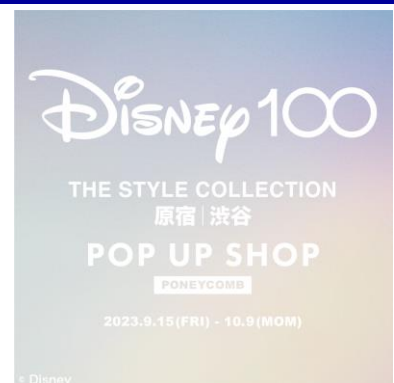 Disney100
THE STYLE COLLECTION
原宿|渋谷
POP UP SHOP
PONEYCOMB
2023.9.15(FRI) - 10.9(MOM)
© Disney